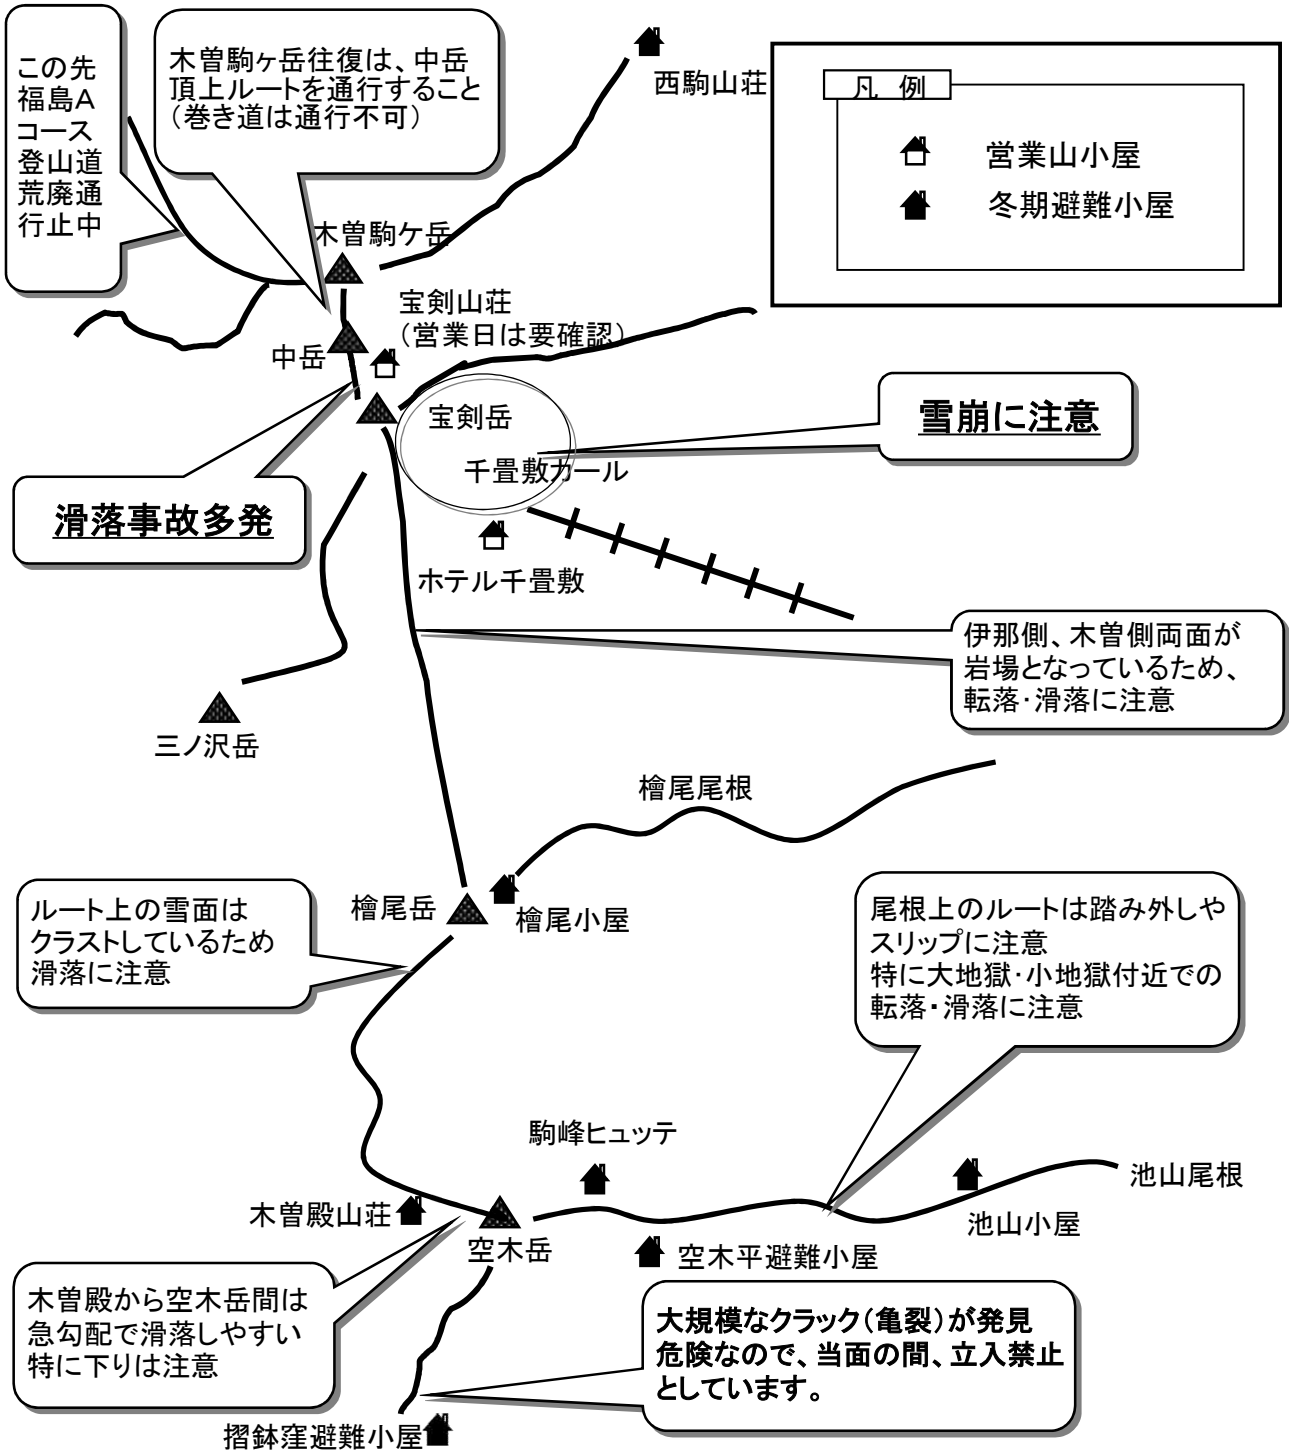 この先
福島A
コース
登山道
荒廃通
行止中
木曽駒ヶ岳往復は、中岳
頂上ルートを通行すること
(巻き道は通行不可)
西駒山荘
凡 例
営業山小屋
冬期避難小屋
木曽駒ケ岳
宝剣山荘
(営業日は要確認)
中岳
宝剣岳
千畳敷カール
雪崩に注意
滑落事故多発
ホテル千畳敷
伊那側、木曽側両面が
岩場となっているため、
転落・滑落に注意
三ノ沢岳
檜尾尾根
檜尾岳
檜尾小屋
ルート上の雪面は
クラストしているため
滑落に注意
尾根上のルートは踏み外しや
スリップに注意
特に大地獄・小地獄付近での
転落・滑落に注意
駒峰ヒュッテ
池山尾根
木曽殿山荘
池山小屋
空木岳
空木平避難小屋
木曽殿から空木岳間は
急勾配で滑落しやすい
特に下りは注意
大規模なクラック(亀裂)が発見
危険なので、当面の間、立入禁止
としています。
摺鉢窪避難小屋